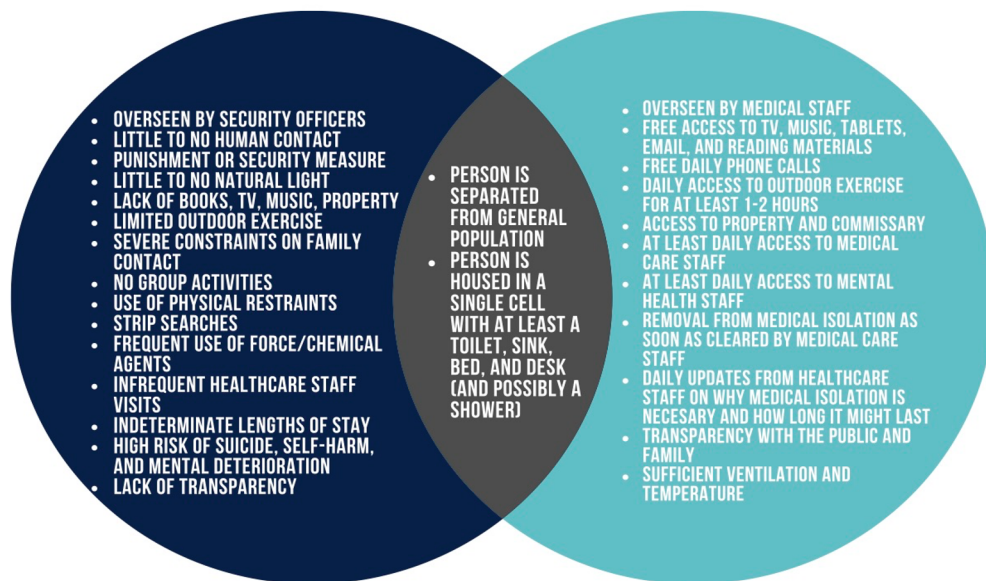 • OVERSEEN BY SECURITY OFFICERS
• LITTLE TO NO HUMAN CONTACT
• PUNISHMENT OR SECURITY MEASURE
• LITTLE TO NO NATURAL LIGHT
• LACK OF BOOKS, TV, MUSIC, PROPERTY
• LIMITED OUTDOOR EXERCISE
• SEVERE CONSTRAINTS ON FAMILY
CONTACT
• NO GROUP ACTIVITIES
• USE OF PHYSICAL RESTRAINTS
• STRIP SEARCHES
• FREQUENT USE OF FORCE/CHEMICAL
AGENTS
• INFREQUENT HEALTHCARE STAFF
VISITS
• INDETERMINATE LENGTHS OF STAY
• HIGH RISK OF SUICIDE, SELF-HARM,
AND MENTAL DETERIORATION
• LACK OF TRANSPARENCY
• PERSON IS
SEPARATED
FROM GENERAL
POPULATION
• PERSON IS
HOUSED IN A
SINGLE CELL
WITH AT LEAST A
TOILET, SINK,
BED, AND DESK
(AND POSSIBLY A
SHOWER)
• OVERSEEN BY MEDICAL STAFF
• FREE ACCESS TO TV, MUSIC, TABLETS,
EMAIL, AND READING MATERIALS
• FREE DAILY PHONE CALLS
• DAILY ACCESS TO OUTDOOR EXERCISE
FOR AT LEAST 1-2 HOURS
• ACCESS TO PROPERTY AND COMMISSARY
• AT LEAST DAILY ACCESS TO MEDICAL
CARE STAFF
• AT LEAST DAILY ACCESS TO MENTAL
HEALTH STAFF
• REMOVAL FROM MEDICAL ISOLATION AS
SOON AS CLEARED BY MEDICAL CARE
STAFF
• DAILY UPDATES FROM HEALTHCARE
STAFF ON WHY MEDICAL ISOLATION IS
NECESARY AND HOW LONG IT MIGHT LAST
• TRANSPARENCY WITH THE PUBLIC AND
FAMILY
• SUFFICIENT VENTILATION AND
TEMPERATURE